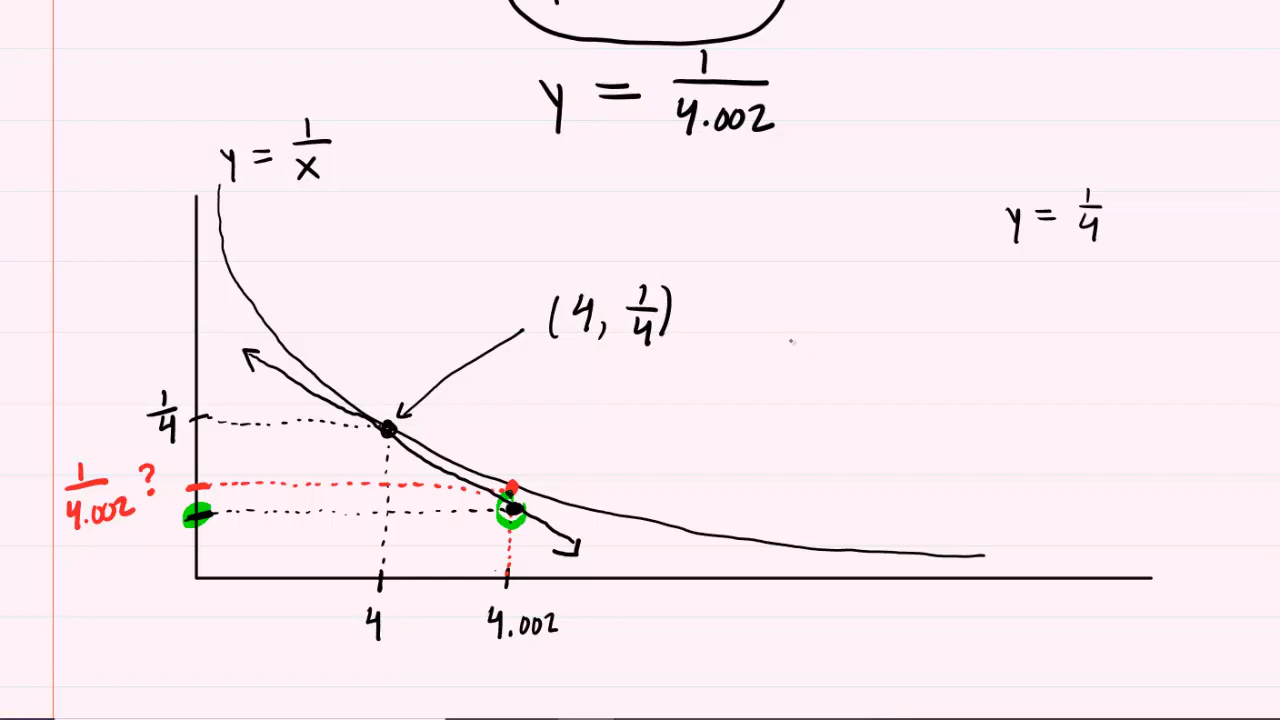 y = 1/4.002
y = 1/x
y = 1/4
(4, 1/4)
1/4
1/4.002 ?
4
4.002